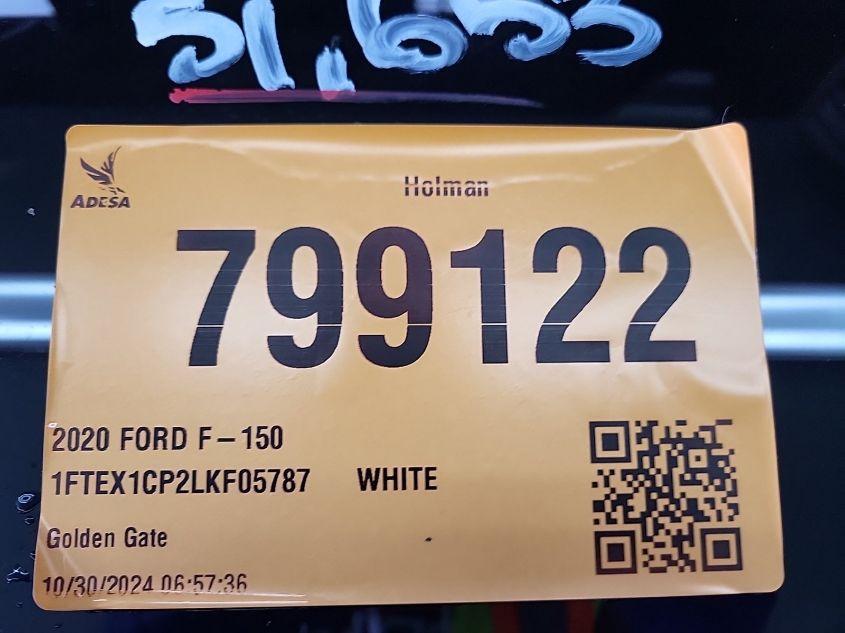 51,653
ADESA
Holman
799122
2020 FORD F-150
1FTEX1CP2LKF05787 WHITE
Golden Gate
10/30/2024 06:57:36